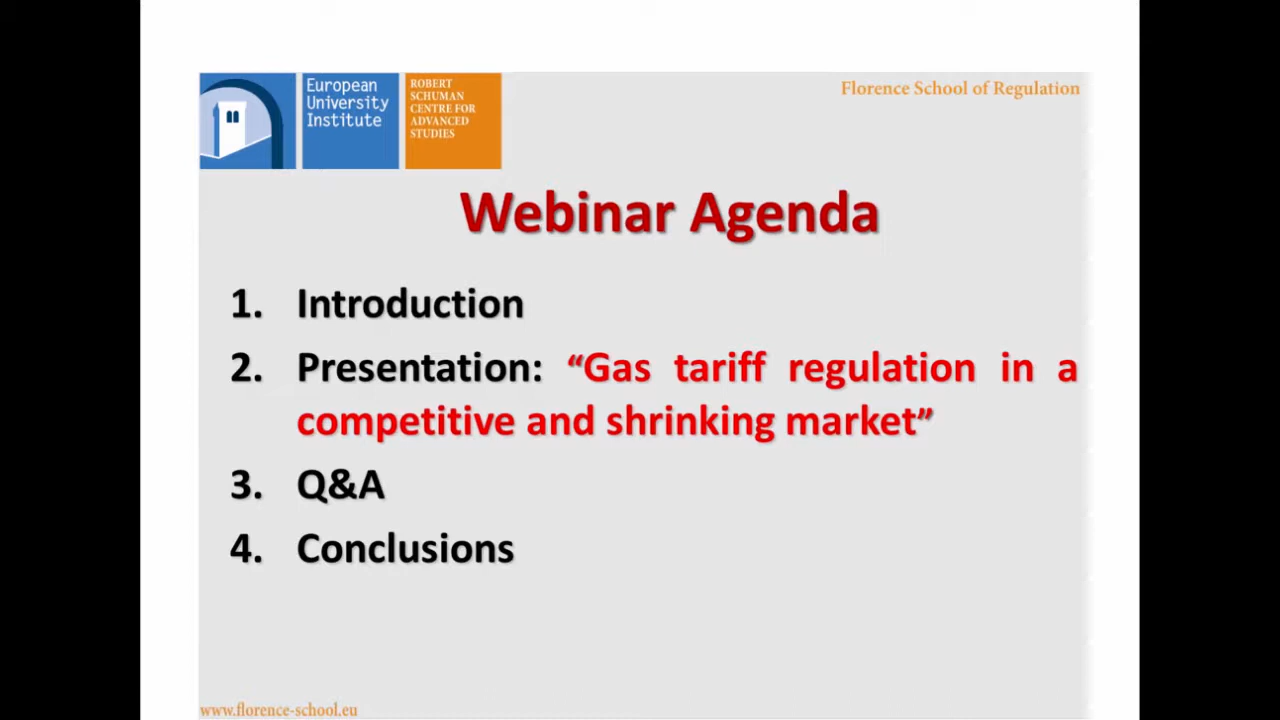 European
University
Institute
ROBERT
SCHUMAN
CENTRE FOR
ADVANCED
STUDIES
Florence School of Regulation
Webinar Agenda
1. Introduction
2. Presentation: “Gas tariff regulation in a
competitive and shrinking market”
3. Q&A
4. Conclusions
www.florence-school.eu